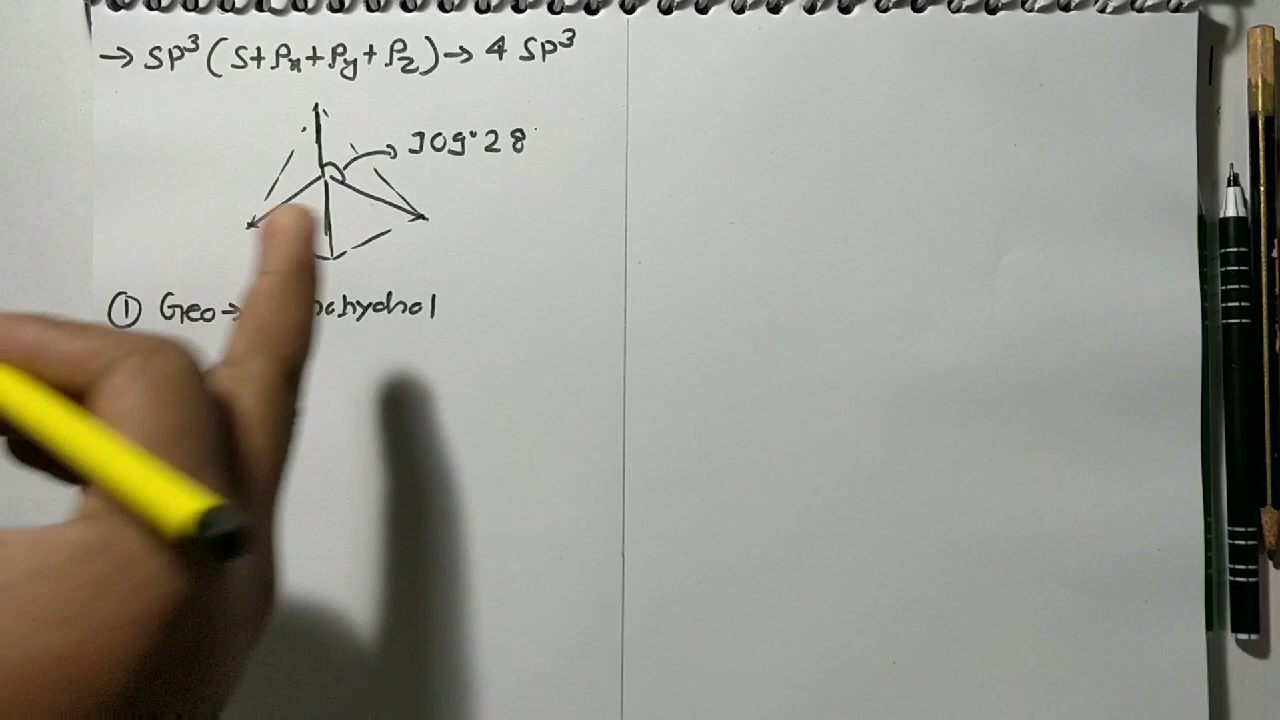 → SP³ (S+Px+Py+Pz) → 4 SP³
109°28'
① Geo→